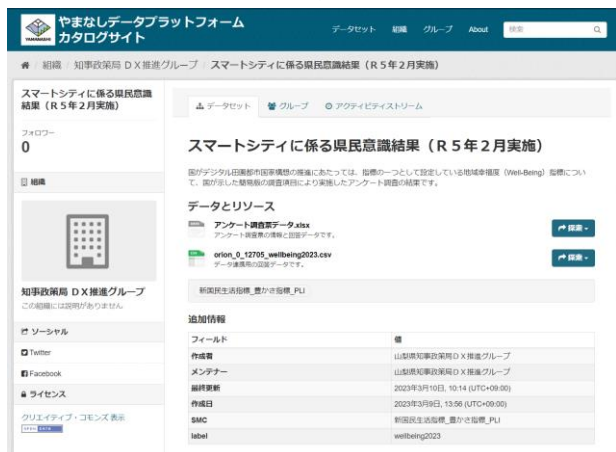 やまなしデータプラットフォーム
カタログサイト
データセット 組織 グループ About 検索
組織 / 知事政策局 DX推進グループ / スマートシティに係る県民意識結果（R５年2月実施）
スマートシティに係る県民意識
結果（R５年2月実施）
フォロワー
0
組織
知事政策局 DX推進グループ
この組織には説明がありません
ソーシャル
Twitter
Facebook
ライセンス
クリエイティブ・コモンズ 表示
データセット グループ アクティビティストリーム
スマートシティに係る県民意識結果（R５年2月実施）
国がデジタル田園都市国家構想の推進にあたっては、指標の一つとして設定している地域幸福度（Well-Being）指標につい
て、国が示した簡易版の調査項目により実施したアンケート調査の結果です。
データとリソース
アンケート調査票データ.xlsx
アンケート調査票の情報と回答データです。
探索
orion_0_12705_wellbeing2023.csv
データ連携用の回答データです。
探索
新国民生活指標_豊かさ指標_PLI
追加情報
フィールド 値
作成者 山梨県知事政策局DX推進グループ
メンテナー 山梨県知事政策局DX推進グループ
最終更新 2023年3月10日, 10:14 (UTC+09:00)
作成日 2023年3月9日, 13:56 (UTC+09:00)
SMC 新国民生活指標_豊かさ指標_PLI
label wellbeing2023